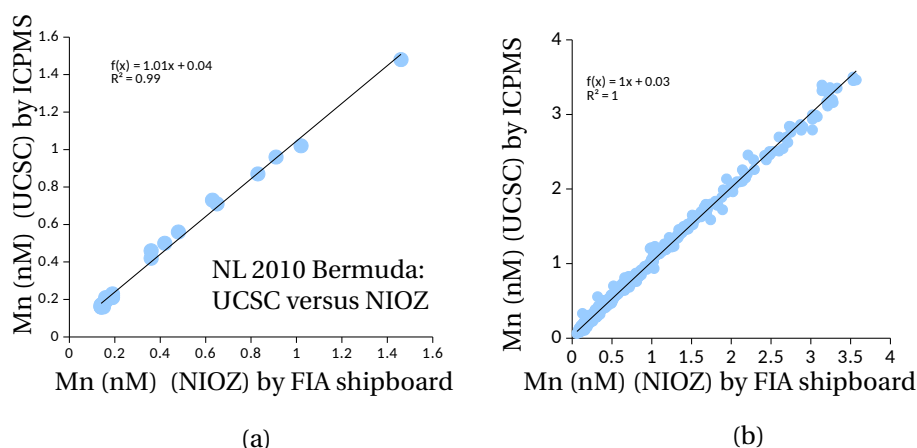 1.6
1.4
1.2
1
0.8
0.6
0.4
0.2
0
0 0.2 0.4 0.6 0.8 1 1.2 1.4 1.6
Mn (nM) (UCSC) by ICPMS
f(x) = 1.01x + 0.04
R² = 0.99
NL 2010 Bermuda:
UCSC versus NIOZ
Mn (nM) (NIOZ) by FIA shipboard
(a)
4
3
2
1
0
0 0.5 1 1.5 2 2.5 3 3.5 4
Mn (nM) (UCSC) by ICPMS
f(x) = 1x + 0.03
R² = 1
Mn (nM) (NIOZ) by FIA shipboard
(b)